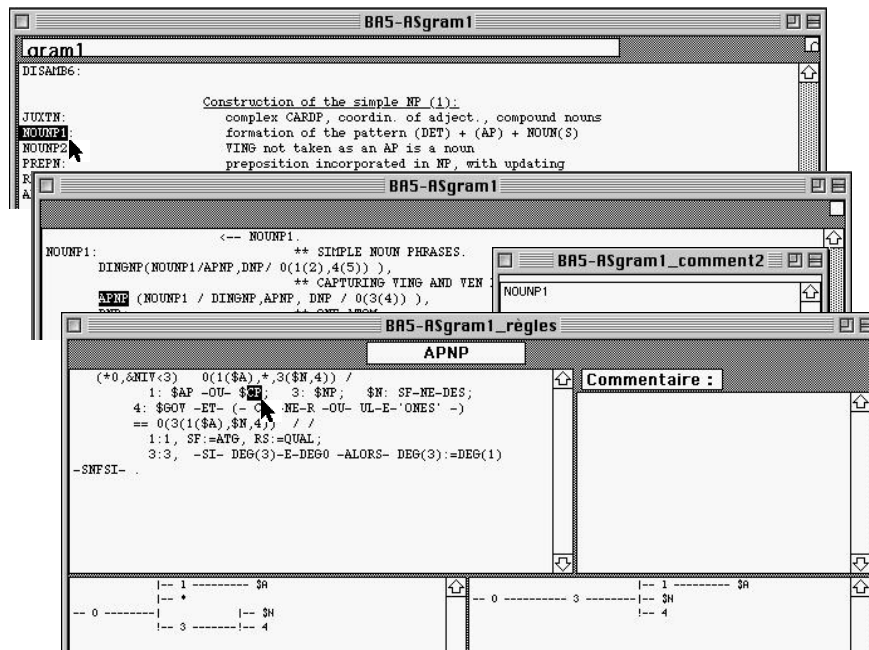 BA5-ASgram1
gram1
DISAMB6:
Construction of the simple NP (1):
JUXTN: complex CARDP, coordin. of adject., compound nouns
NOUNP1: formation of the pattern (DET) + (AP) + NOUN(S)
NOUNP2 VING not taken as an AP is a noun
PREPN: preposition incorporated in NP, with updating
R
A
BA5-ASgram1
<-- NOUNP1.
NOUNP1: ** SIMPLE NOUN PHRASES.
DINGNP(NOUNP1/APNP,DNP/ 0(1(2),4(5)) ),
** CAPTURING VING AND VEN
APNP (NOUNP1 / DINGNP,APNP, DNP / 0(3(4)) ),
BA5-ASgram1_comment2
NOUNP1
BA5-ASgram1_règles
APNP
(*0,&NIV<3) 0(1($A),*,3($N,4)) /
1: $AP -OU- $CP; 3: $NP; $N: SF-NE-DES;
4: $GOV -ET- (- C NE-R -OU- UL-E-'ONES' -)
== 0(3(1($A),$N,4)) / /
1:1, SF:=ATG, RS:=QUAL;
3:3, -SI- DEG(3)-E-DEG0 -ALORS- DEG(3):=DEG(1)
-SNFSI- .
Commentaire :
|-- 1 --------- $A
|-- *
-- 0 --------| |-- $N
!-- 3 -------!-- 4
|-- 1 --------- $A
-- 0 ---------- 3 --------|-- $N
!-- 4